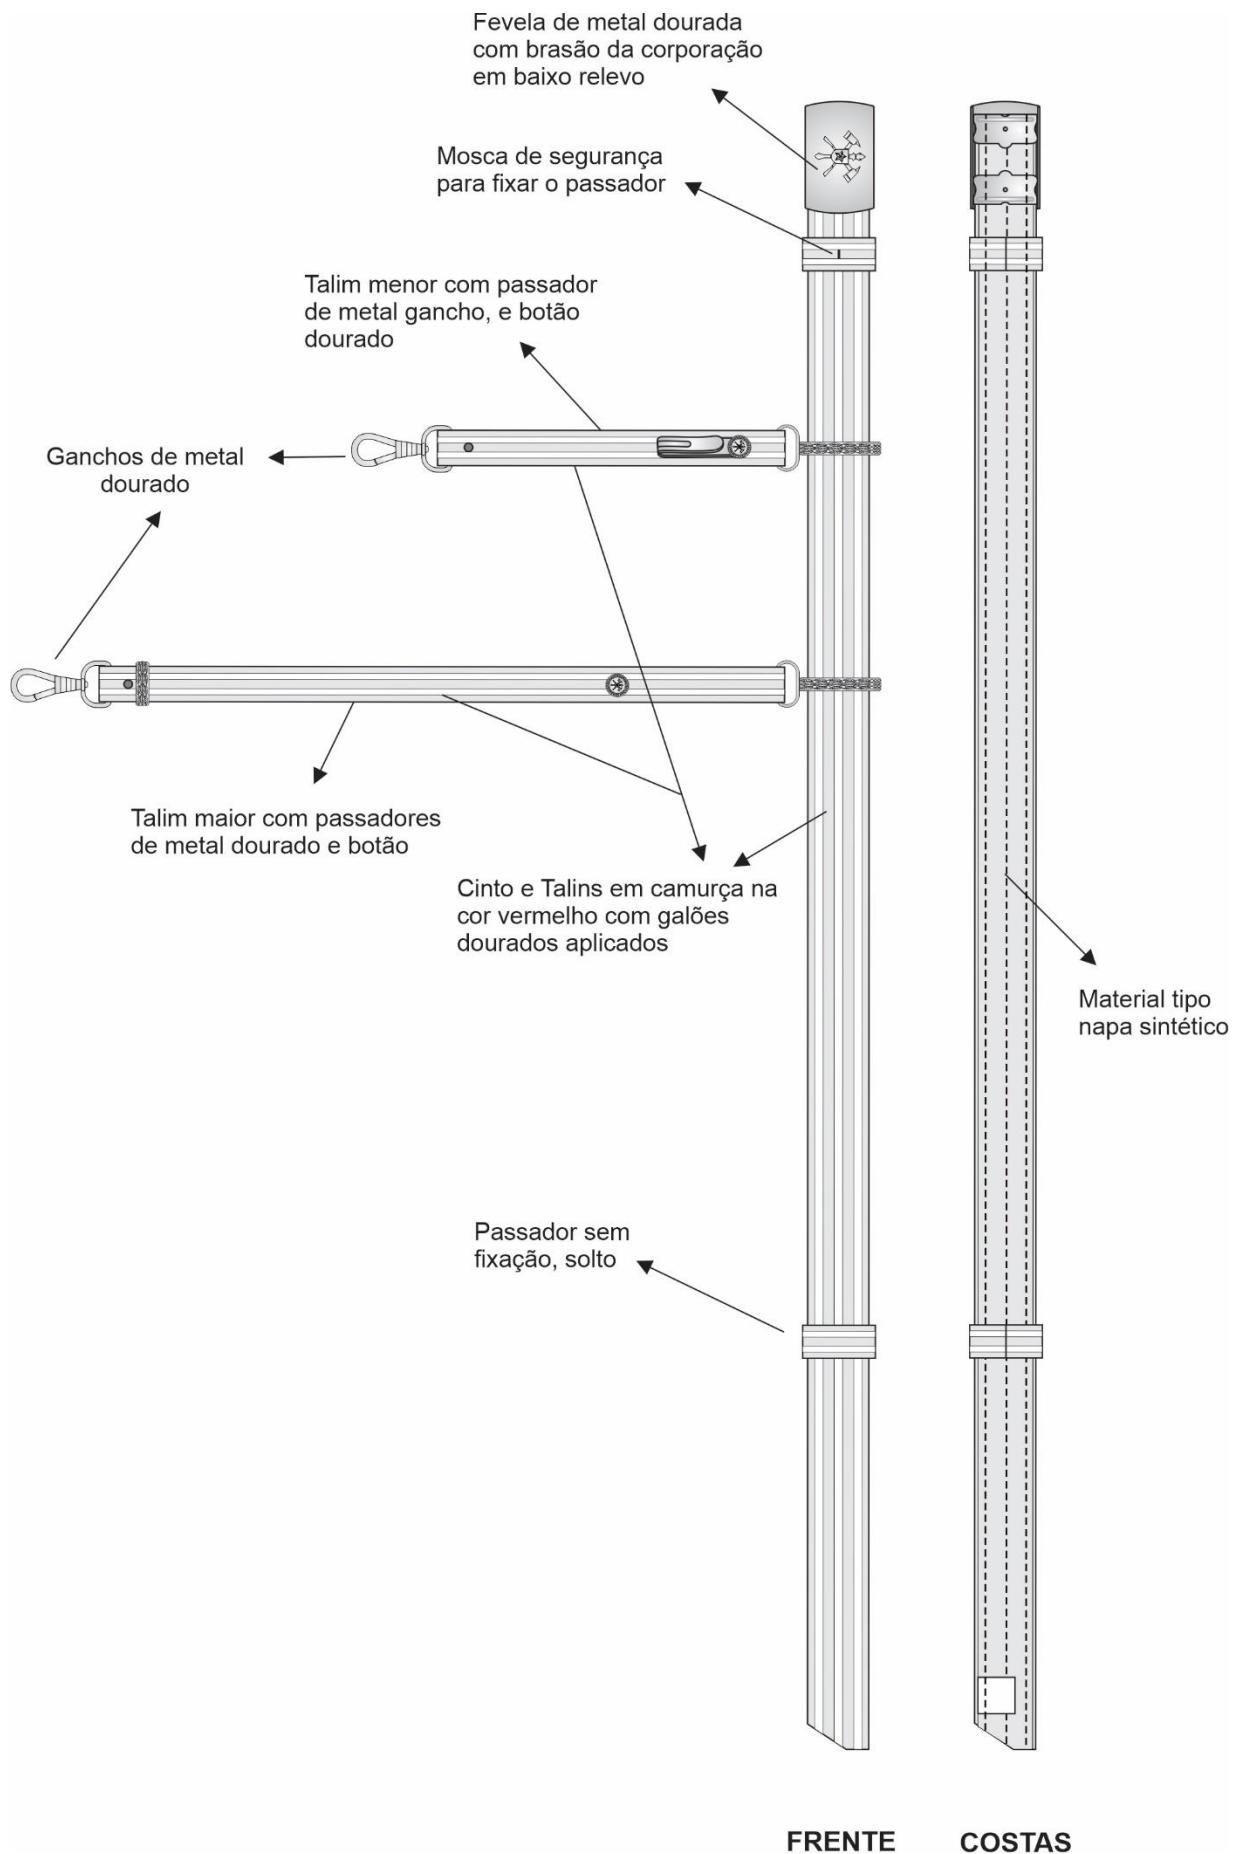 Fevela de metal dourada
com brasão da corporação
em baixo relevo
Mosca de segurança
para fixar o passador
Talim menor com passador
de metal gancho, e botão
dourado
Ganchos de metal
dourado
Talim maior com passadores
de metal dourado e botão
Cinto e Talins em camurça na
cor vermelho com galões
dourados aplicados
Material tipo
napa sintético
Passador sem
fixação, solto
FRENTE
COSTAS